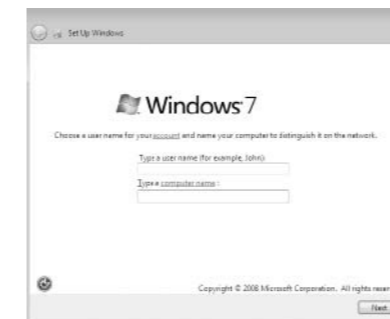 Set Up Windows
Windows 7
Choose a user name for your account and name your computer to distinguish it on the network.
Type a user name (for example, John):
Type a computer name:
Copyright © 2008 Microsoft Corporation. All rights reser
Next